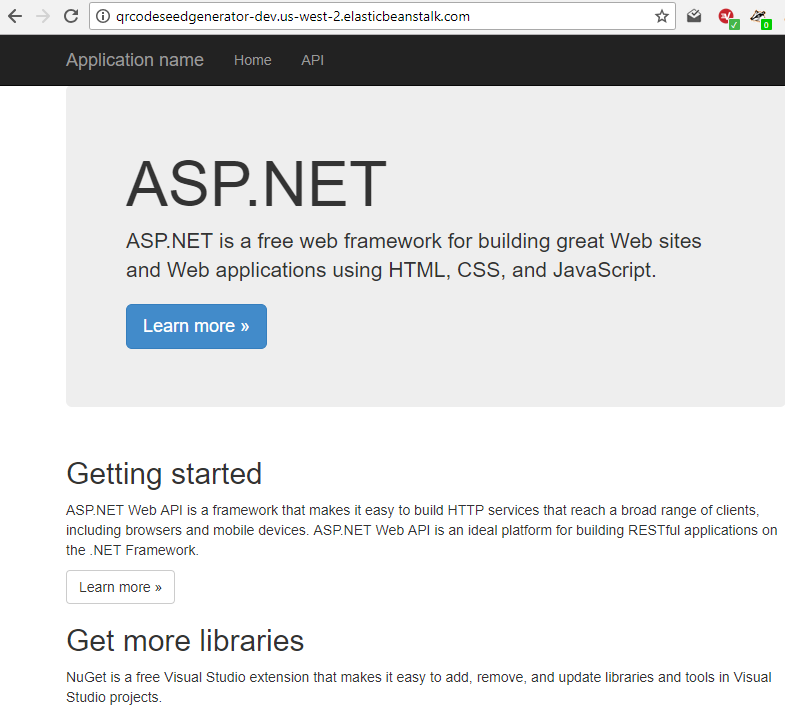 qrcodeseedgenerator-dev.us-west-2.elasticbeanstalk.com
0
Application name Home API
ASP.NET
ASP.NET is a free web framework for building great Web sites
and Web applications using HTML, CSS, and JavaScript.
Learn more »
Getting started
ASP.NET Web API is a framework that makes it easy to build HTTP services that reach a broad range of clients,
including browsers and mobile devices. ASP.NET Web API is an ideal platform for building RESTful applications on
the .NET Framework.
Learn more »
Get more libraries
NuGet is a free Visual Studio extension that makes it easy to add, remove, and update libraries and tools in Visual
Studio projects.